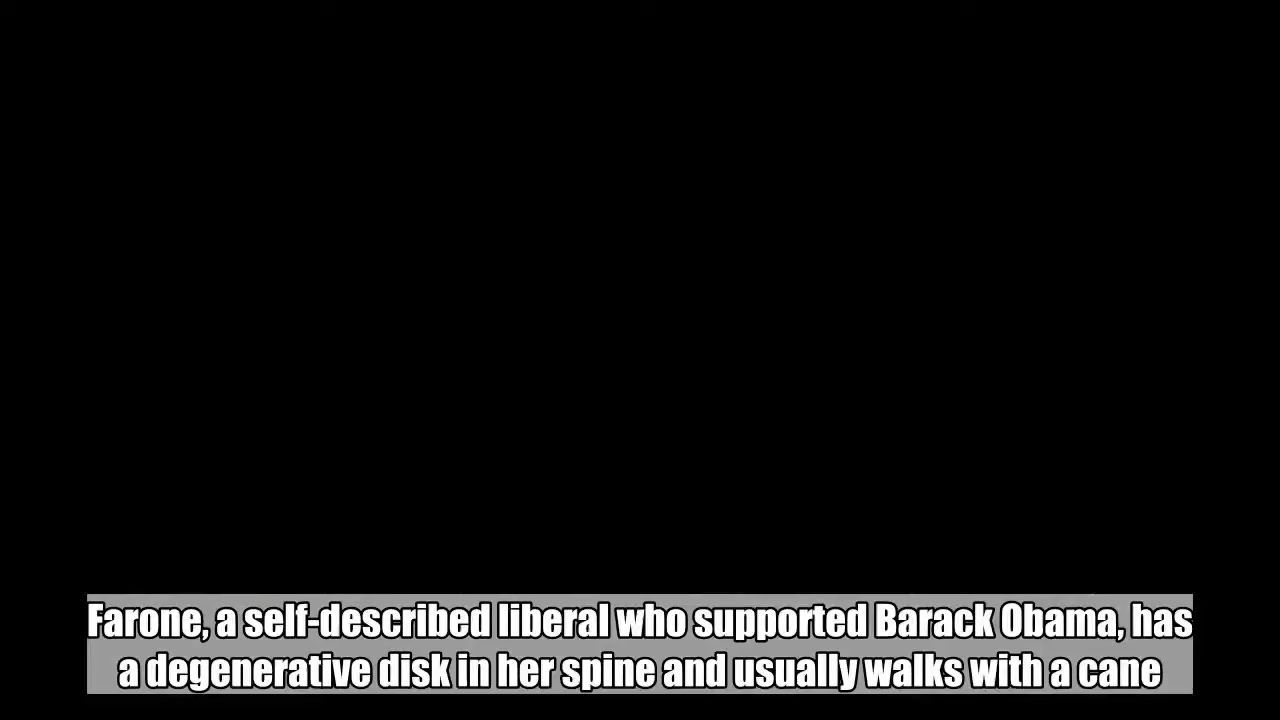 Farone, a self-described liberal who supported Barack Obama, has
a degenerative disk in her spine and usually walks with a cane